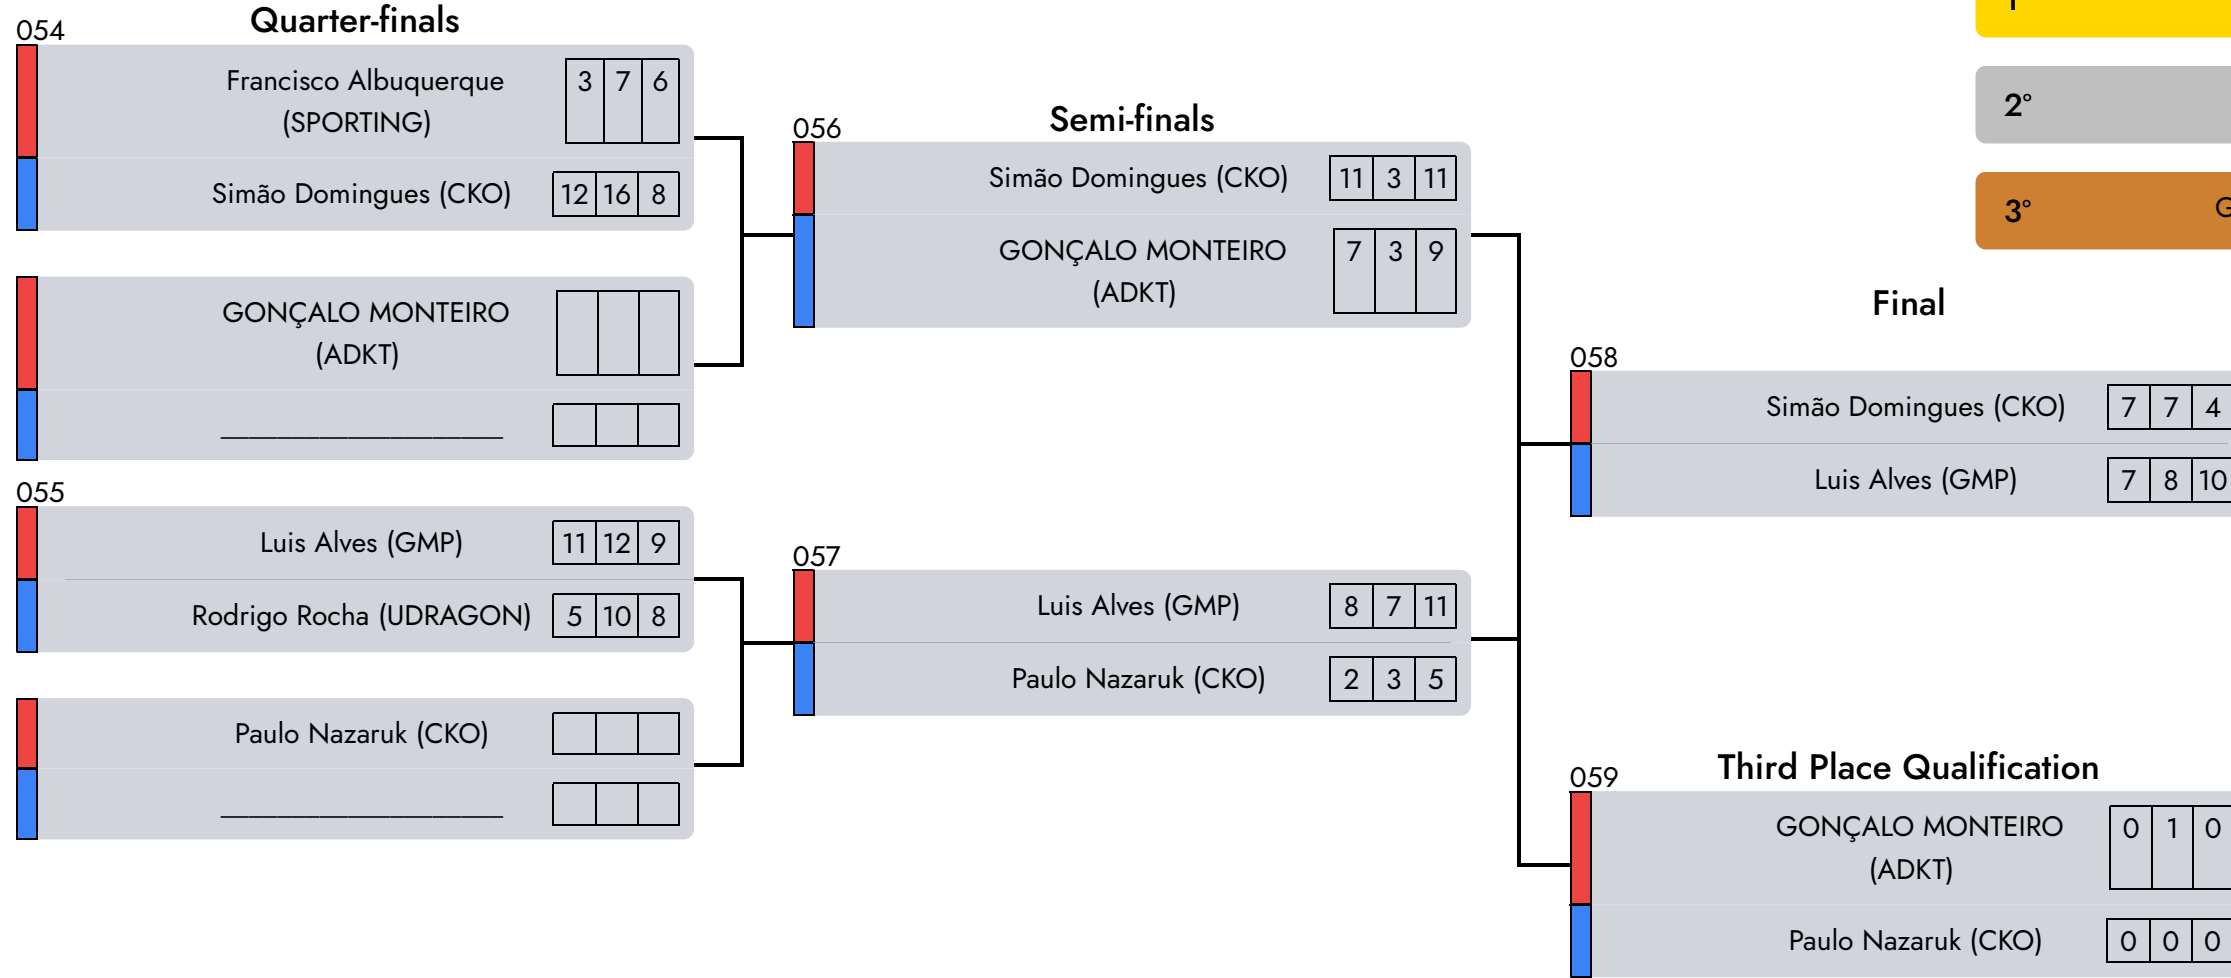 Quarter-finals
054
Francisco Albuquerque
(SPORTING)
3 7 6
Simão Domingues (CKO) 12 16 8
GONÇALO MONTEIRO
(ADKT)
____________________
055
Luis Alves (GMP) 11 12 9
Rodrigo Rocha (UDRAGON) 5 10 8
Paulo Nazaruk (CKO)
____________________
Semi-finals
056
Simão Domingues (CKO) 11 3 11
GONÇALO MONTEIRO
(ADKT)
7 3 9
057
Luis Alves (GMP) 8 7 11
Paulo Nazaruk (CKO) 2 3 5
2°
3°
Final
058
Simão Domingues (CKO) 7 7 4
Luis Alves (GMP) 7 8 10
Third Place Qualification
059
GONÇALO MONTEIRO
(ADKT)
0 1 0
Paulo Nazaruk (CKO) 0 0 0